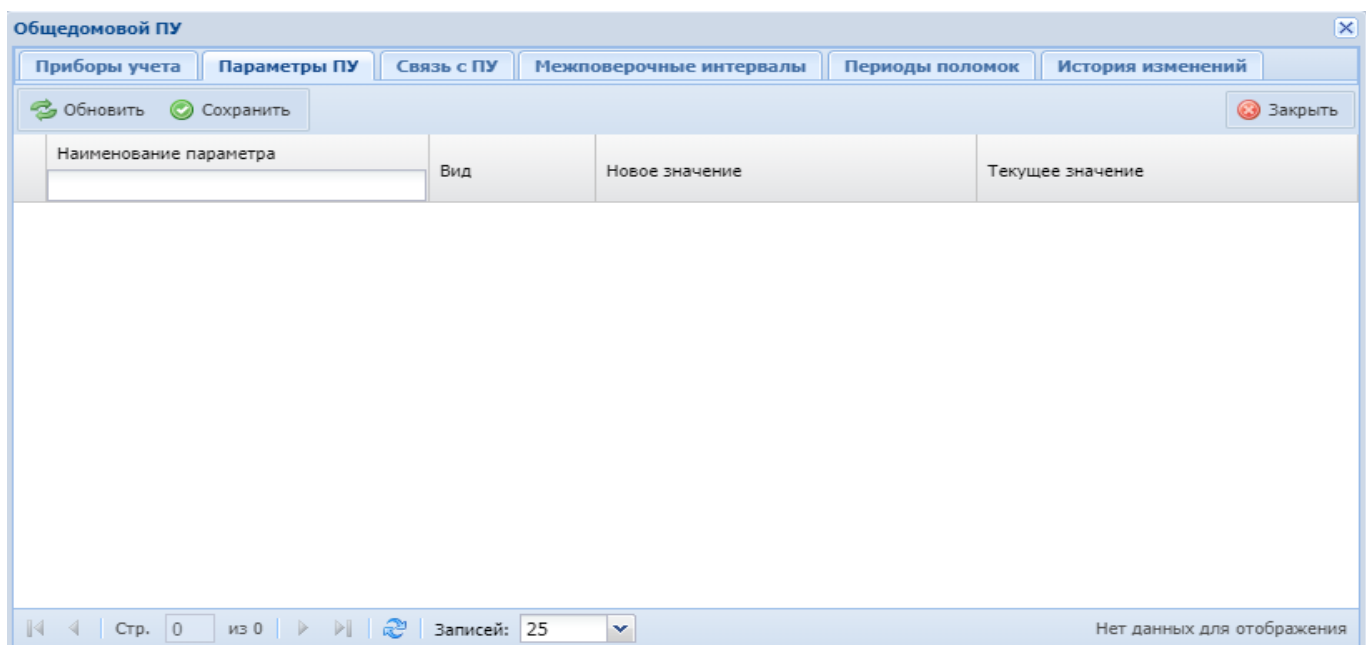 Общедомовой ПУ
Приборы учета Параметры ПУ Связь с ПУ Межповерочные интервалы Периоды поломок История изменений
Обновить Сохранить Закрыть
Наименование параметра
Вид Новое значение Текущее значение
Стр. 0 из 0 Записей: 25 Нет данных для отображения